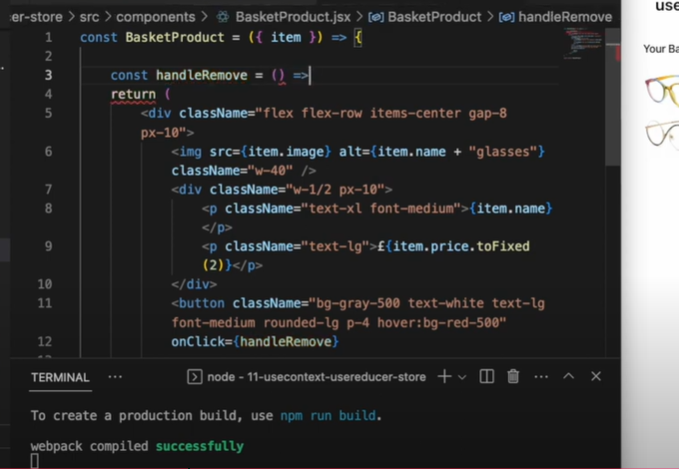 er-store > src > components > BasketProduct.jsx > BasketProduct > handleRemove
use
Your Ba
1 const BasketProduct = ({ item }) => {
2
3 const handleRemove = () =>
4 return (
5 <div className="flex flex-row items-center gap-8
px-10">
6 <img src={item.image} alt={item.name + "glasses"}
className="w-40" />
7 <div className="w-1/2 px-10">
8 <p className="text-xl font-medium">{item.name}
</p>
9 <p className="text-lg">£{item.price.toFixed
(2)}</p>
10 </div>
11 <button className="bg-gray-500 text-white text-lg
font-medium rounded-lg p-4 hover:bg-red-500"
12 onClick={handleRemove}
TERMINAL ··· node - 11-usecontext-usereducer-store
To create a production build, use npm run build.
webpack compiled successfully